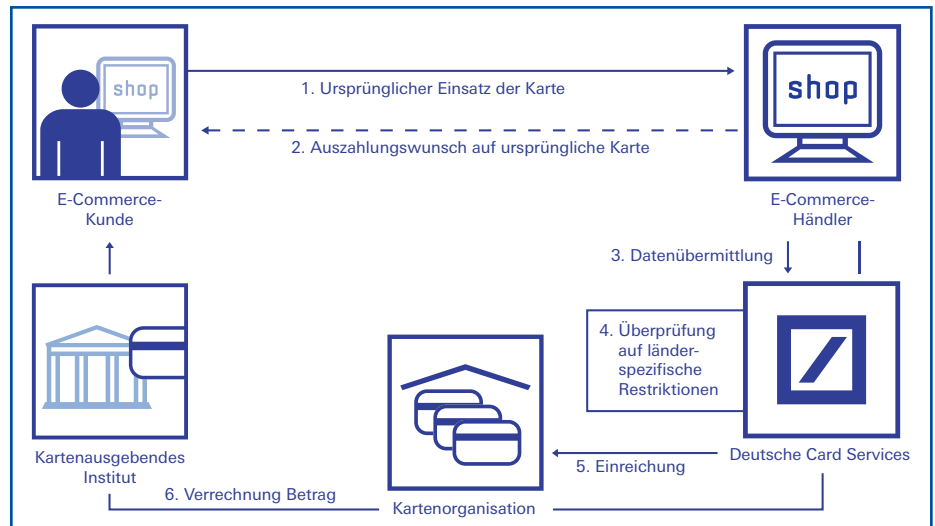 shop
shop
1. Ursprünglicher Einsatz der Karte
2. Auszahlungswunsch auf ursprüngliche Karte
E-Commerce-
Kunde
E-Commerce-
Händler
3. Datenübermittlung
4. Überprüfung
auf länder-
spezifische
Restriktionen
Kartenausgebendes
Institut
Deutsche Card Services
5. Einreichung
6. Verrechnung Betrag
Kartenorganisation